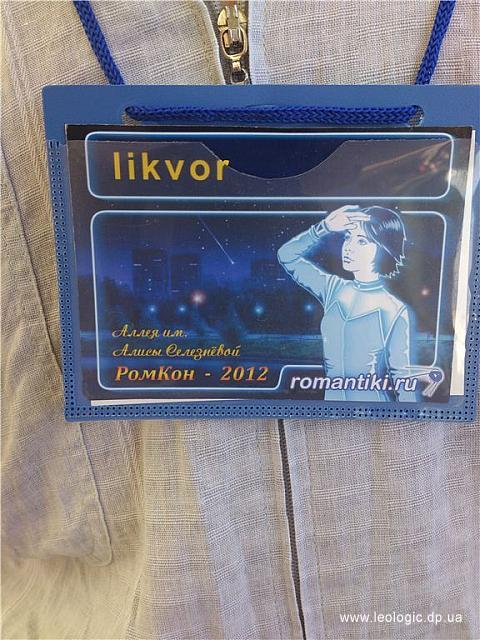 likvor
Аллея им.
Алисы Селезнёвой
РомКон - 2012
romantiki.ru
www.leologic.dp.ua